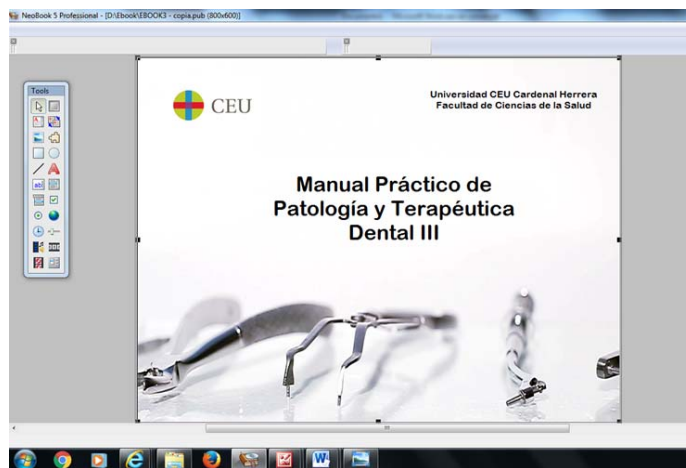 NeoBook 5 Professional - [D:\Ebook\EBOOK3 - copia.pub (800x600)]
Tools
CEU
Universidad CEU Cardenal Herrera
Facultad de Ciencias de la Salud
Manual Práctico de
Patología y Terapéutica
Dental III